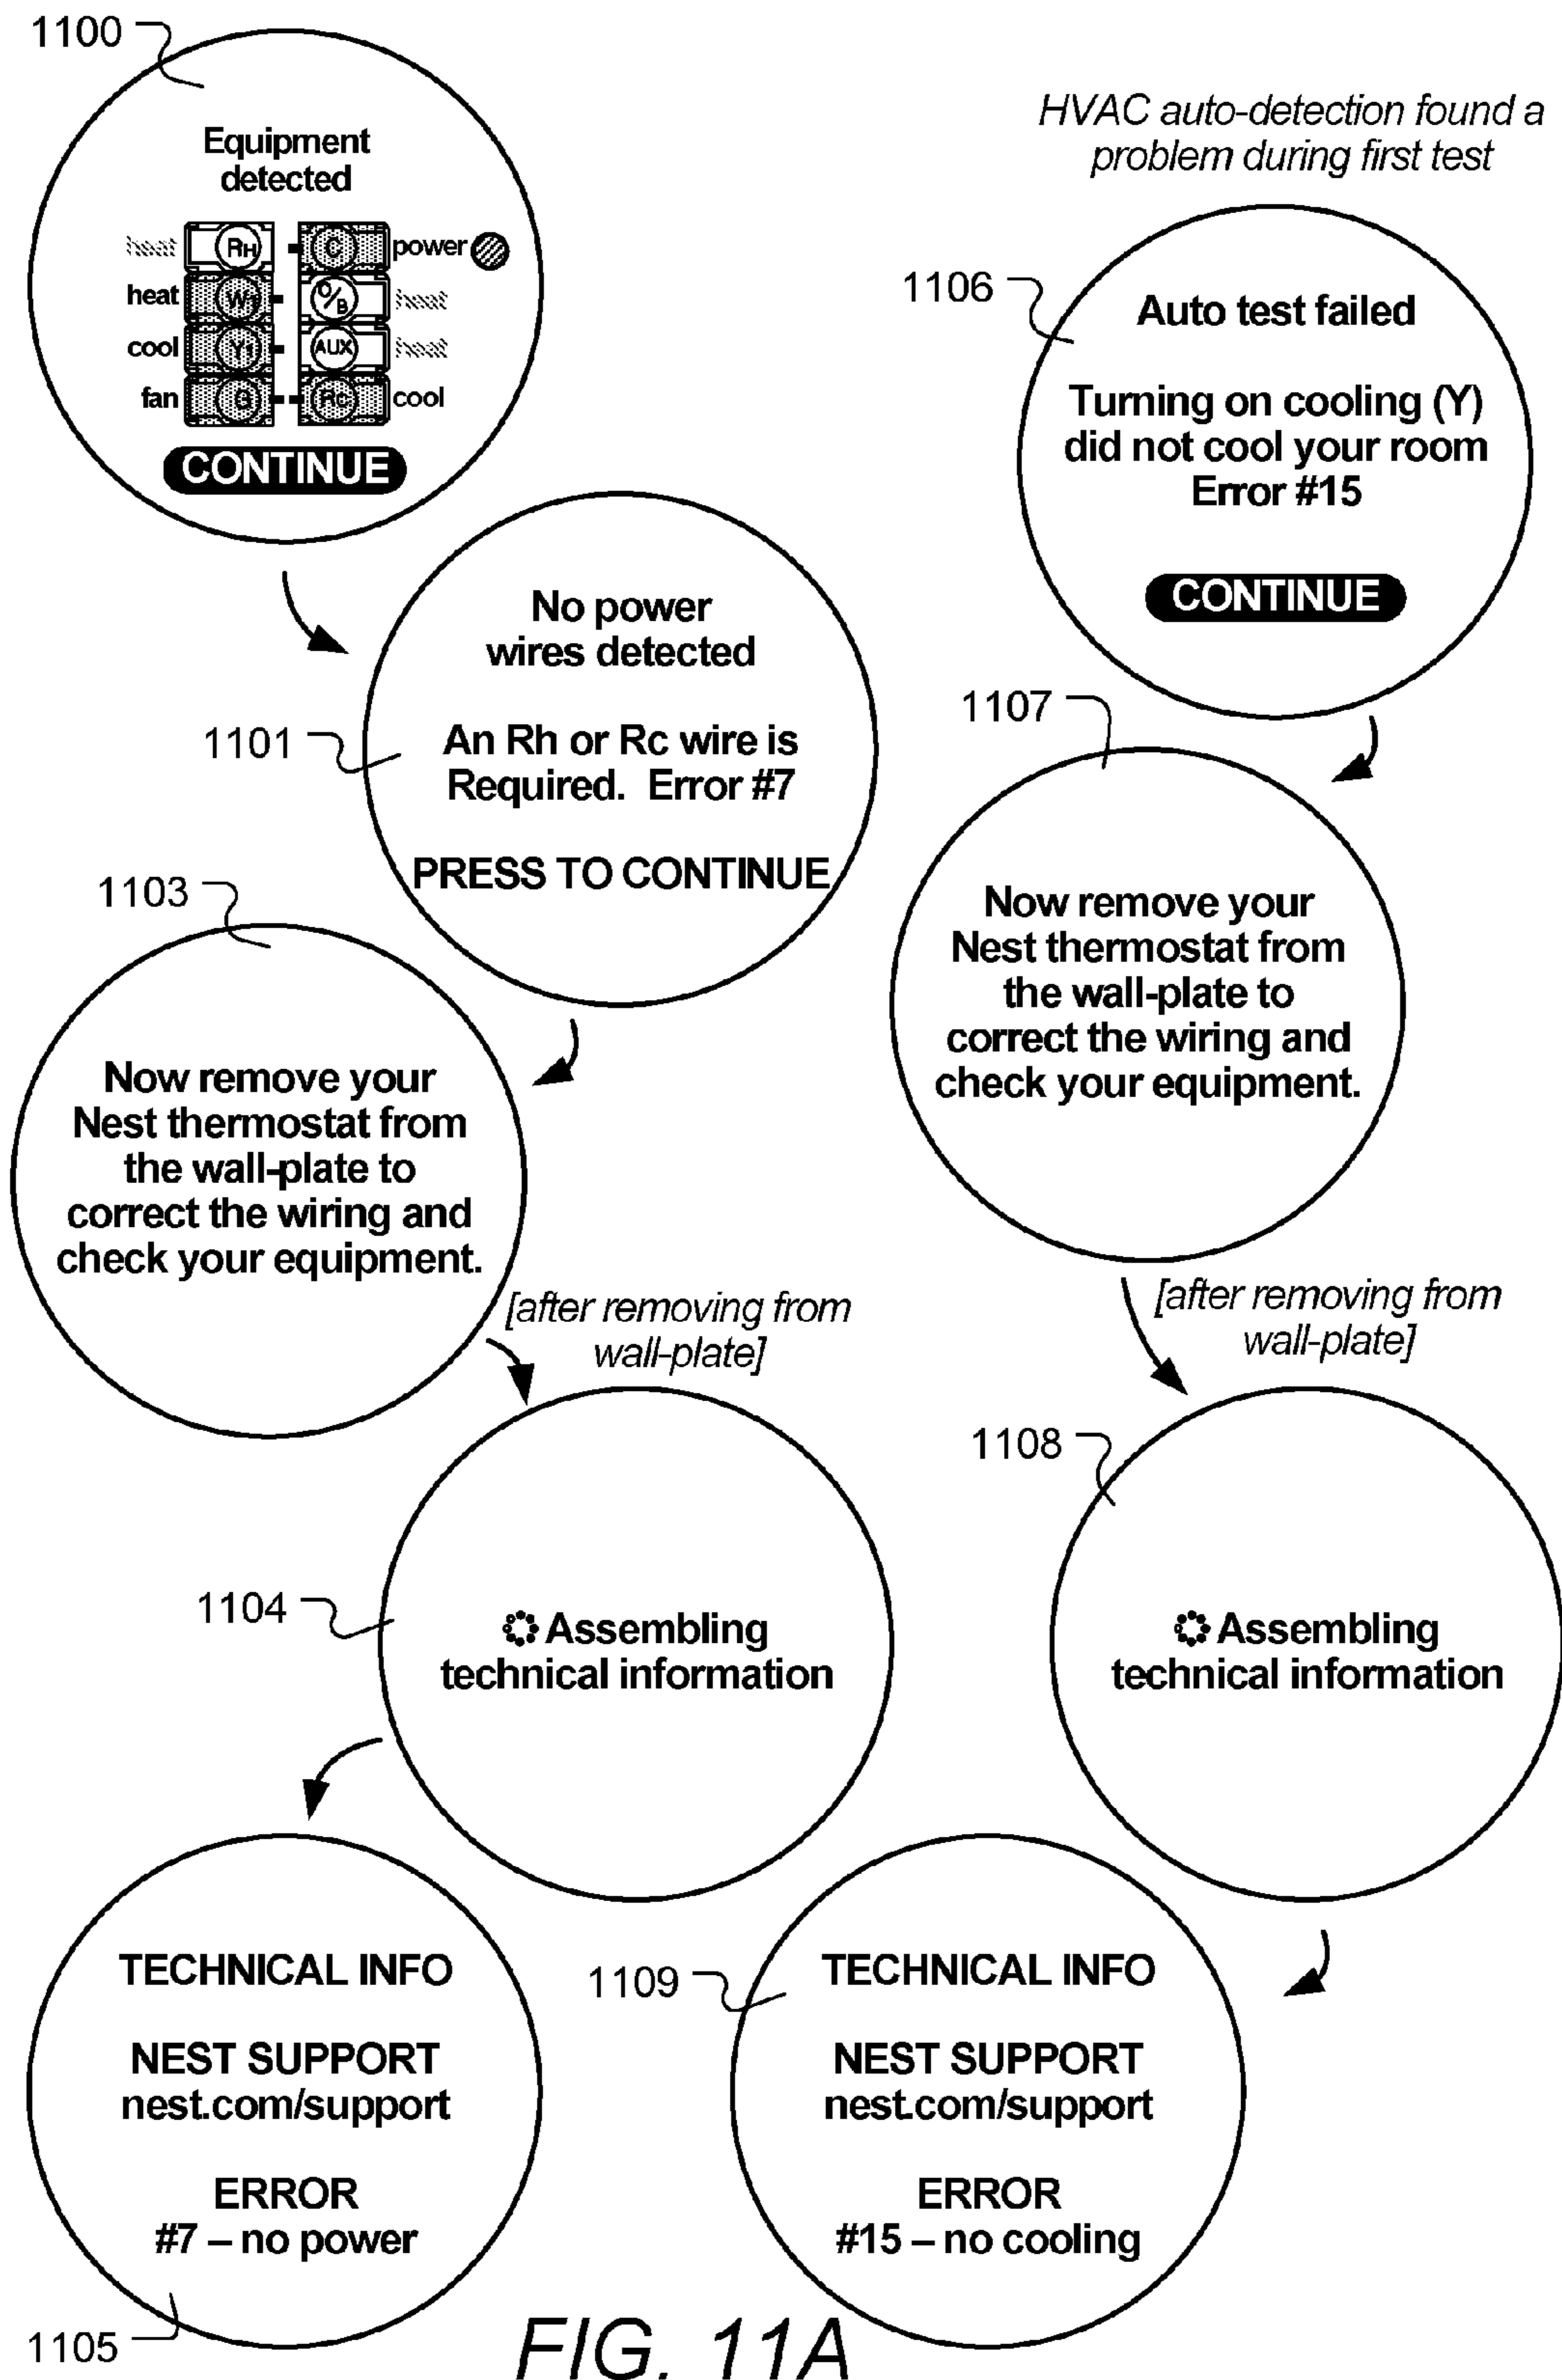 1100
Equipment
detected
heat RH C power
heat W1 O/B heat
cool Y1 AUX heat
fan G Rc cool
CONTINUE
1101
No power
wires detected
An Rh or Rc wire is
Required. Error #7
PRESS TO CONTINUE
1103
Now remove your
Nest thermostat from
the wall-plate to
correct the wiring and
check your equipment.
[after removing from
wall-plate]
1104
Assembling
technical information
TECHNICAL INFO
NEST SUPPORT
nest.com/support
ERROR
#7 – no power
1105
HVAC auto-detection found a
problem during first test
1106
Auto test failed
Turning on cooling (Y)
did not cool your room
Error #15
CONTINUE
1107
Now remove your
Nest thermostat from
the wall-plate to
correct the wiring and
check your equipment.
[after removing from
wall-plate]
1108
Assembling
technical information
1109
TECHNICAL INFO
NEST SUPPORT
nest.com/support
ERROR
#15 – no cooling
FIG. 11A